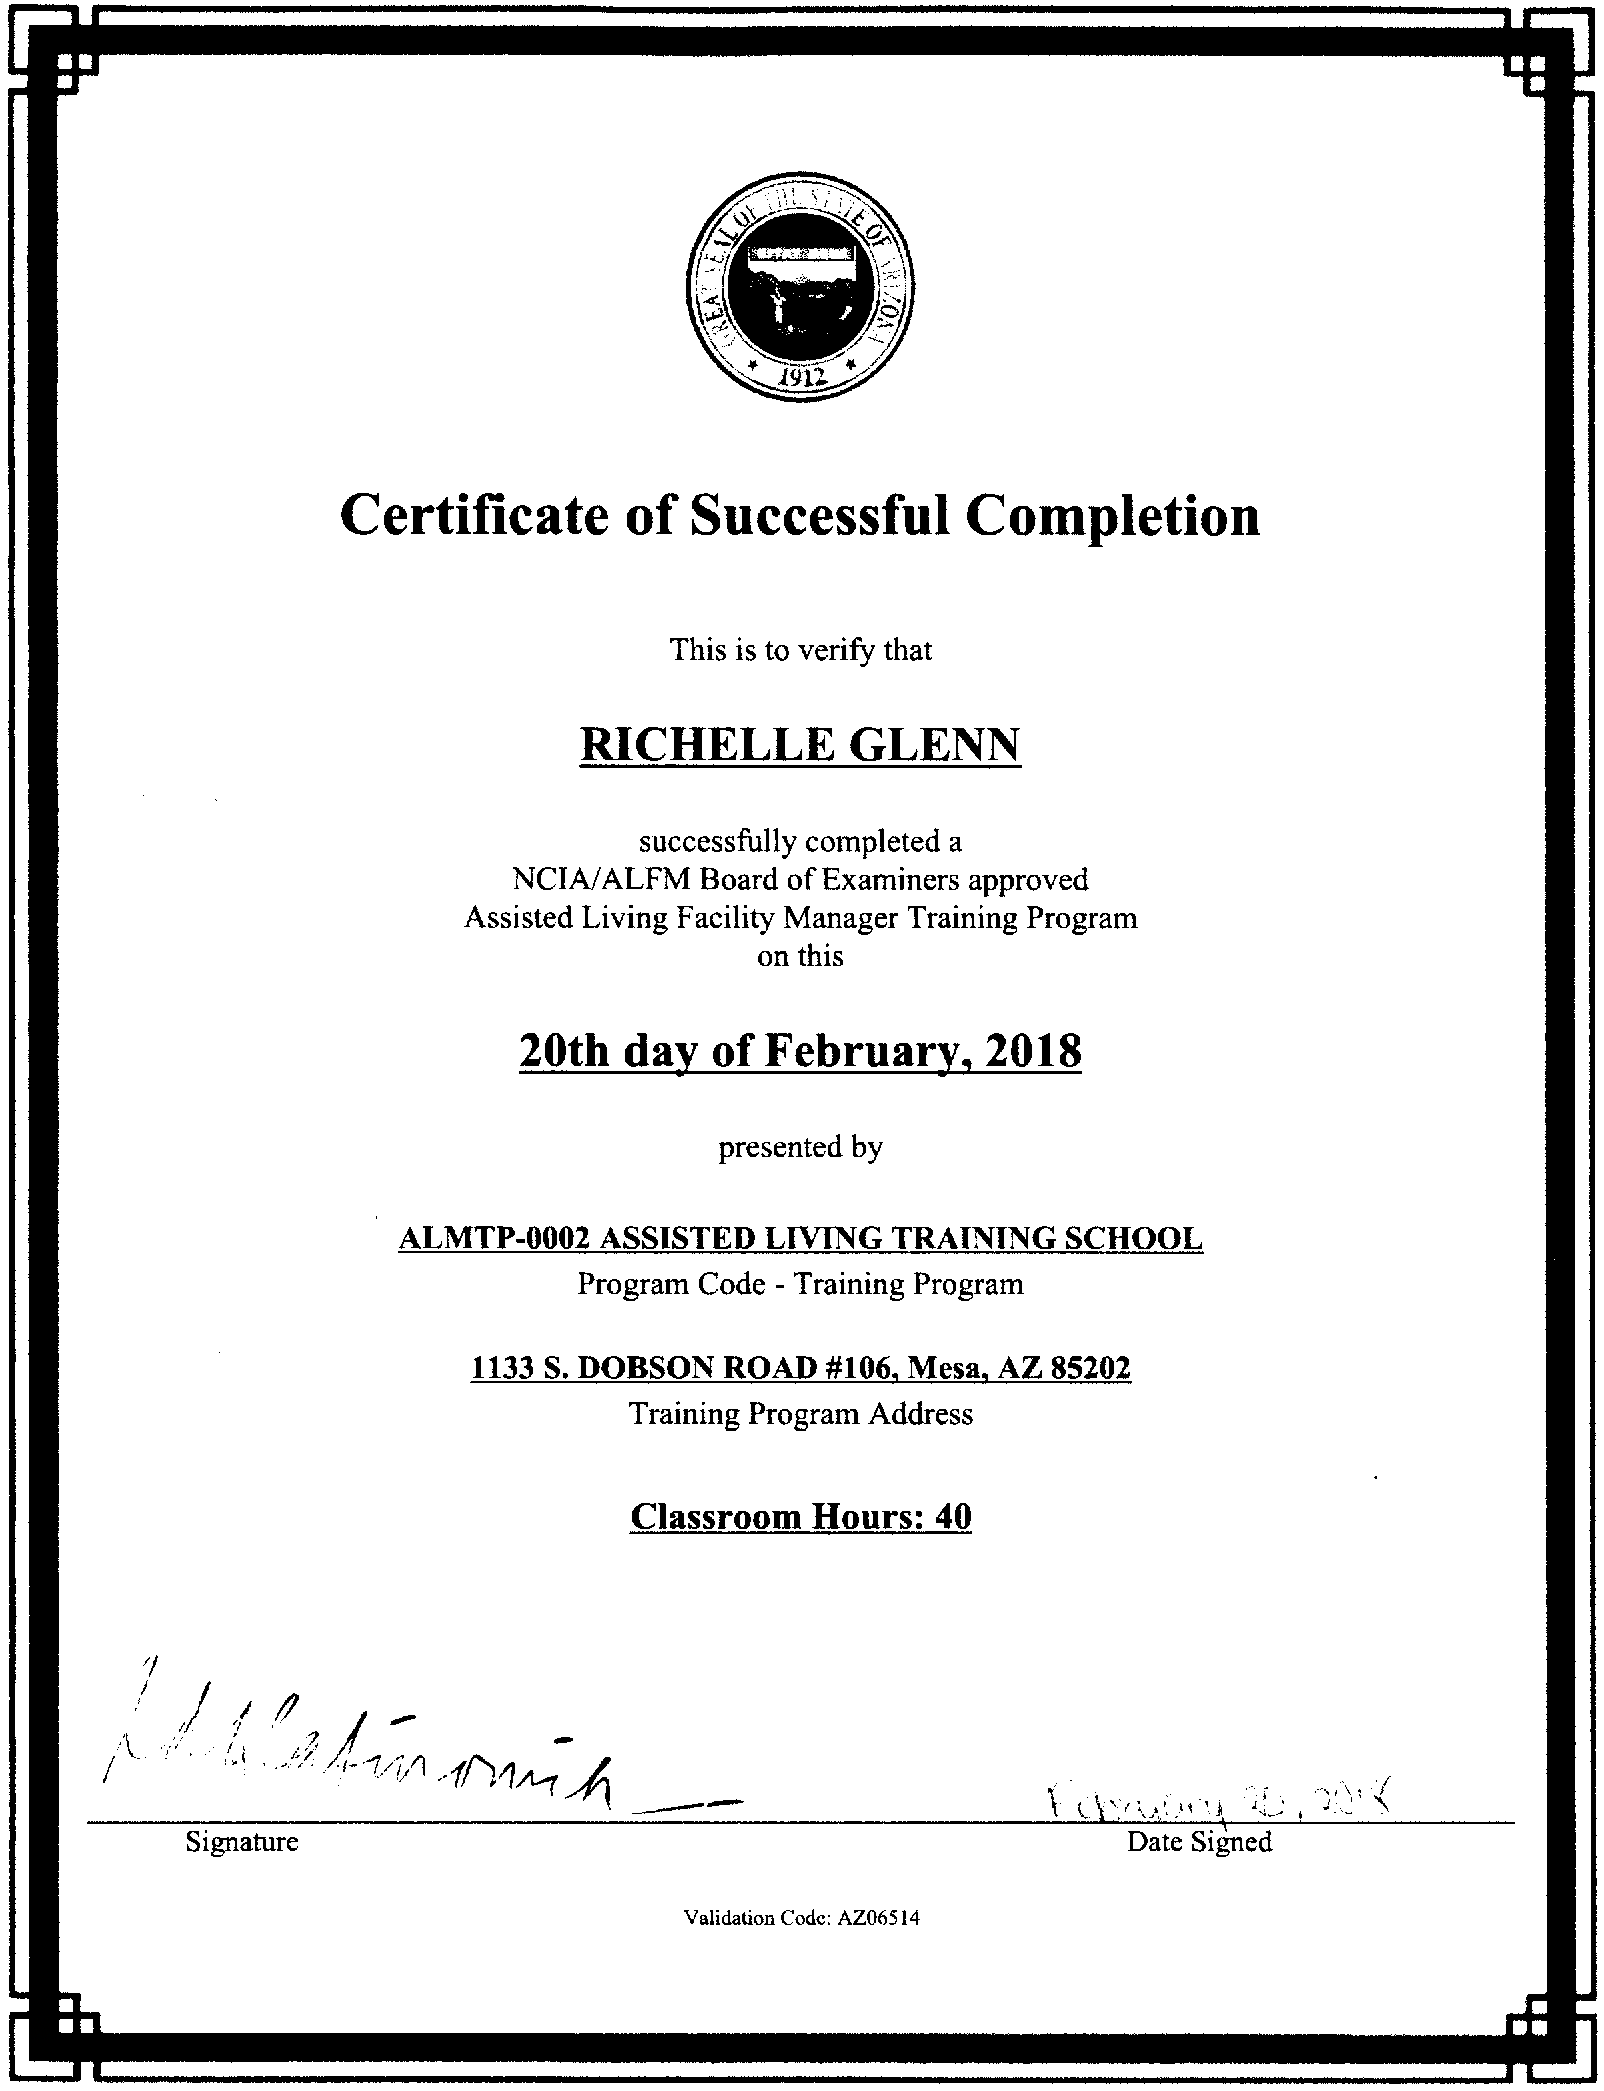 GREAT SEAL OF THE STATE OF ARIZONA
1912
Certificate of Successful Completion
This is to verify that
RICHELLE GLENN
successfully completed a
NCIA/ALFM Board of Examiners approved
Assisted Living Facility Manager Training Program
on this
20th day of February, 2018
presented by
ALMTP-0002 ASSISTED LIVING TRAINING SCHOOL
Program Code - Training Program
1133 S. DOBSON ROAD #106, Mesa, AZ 85202
Training Program Address
Classroom Hours: 40
February 20, 2018
Signature Date Signed
Validation Code: AZ06514